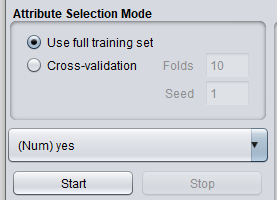 Attribute Selection Mode
Use full training set
Cross-validation Folds 10
Seed 1
(Num) yes
Start Stop